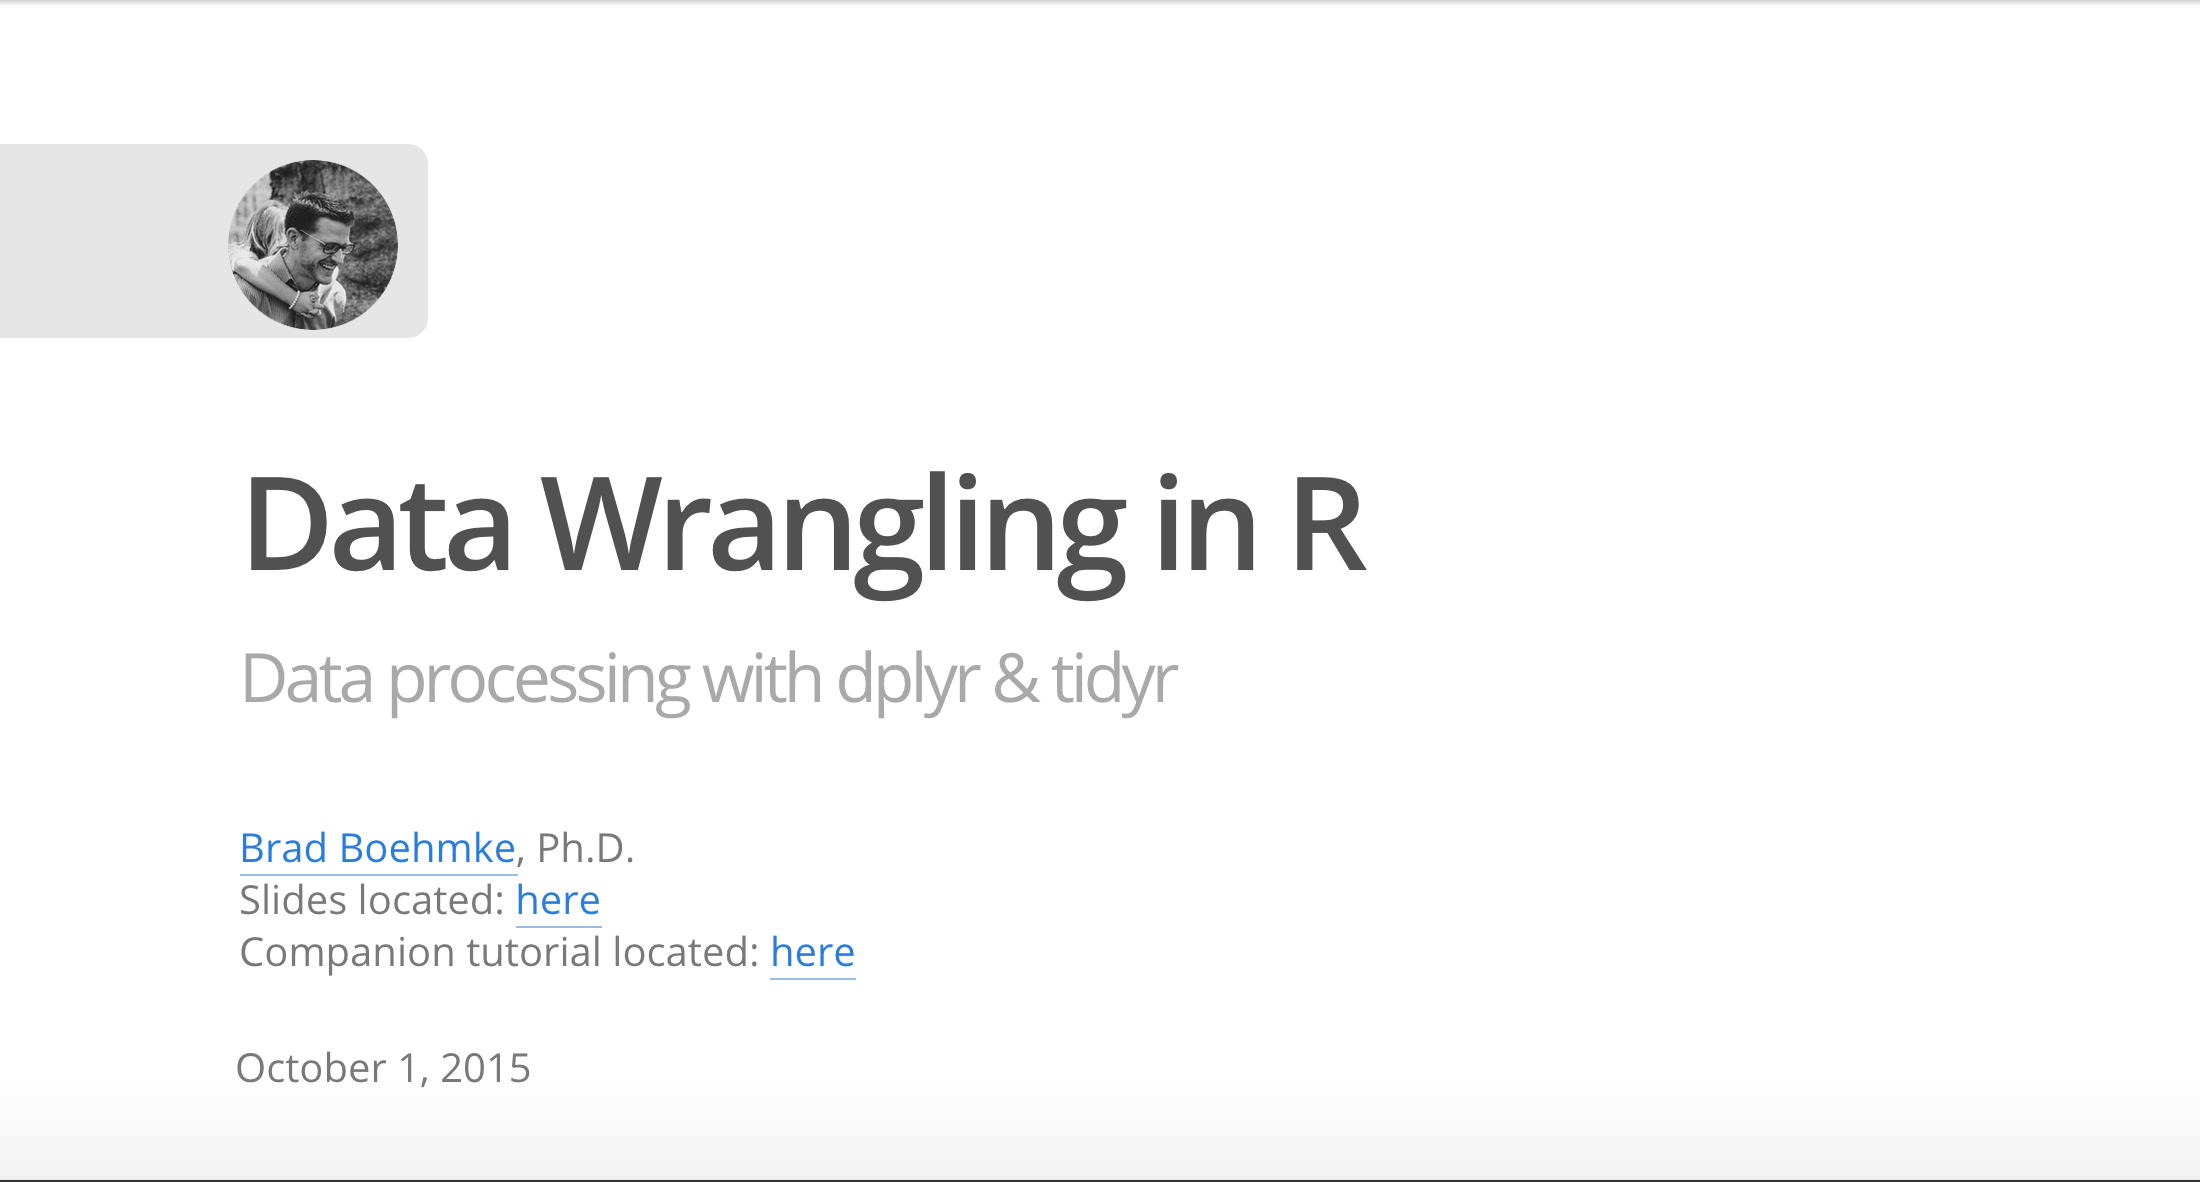 Data Wrangling in R
Data processing with dplyr & tidyr
Brad Boehmke, Ph.D.
Slides located: here
Companion tutorial located: here
October 1, 2015